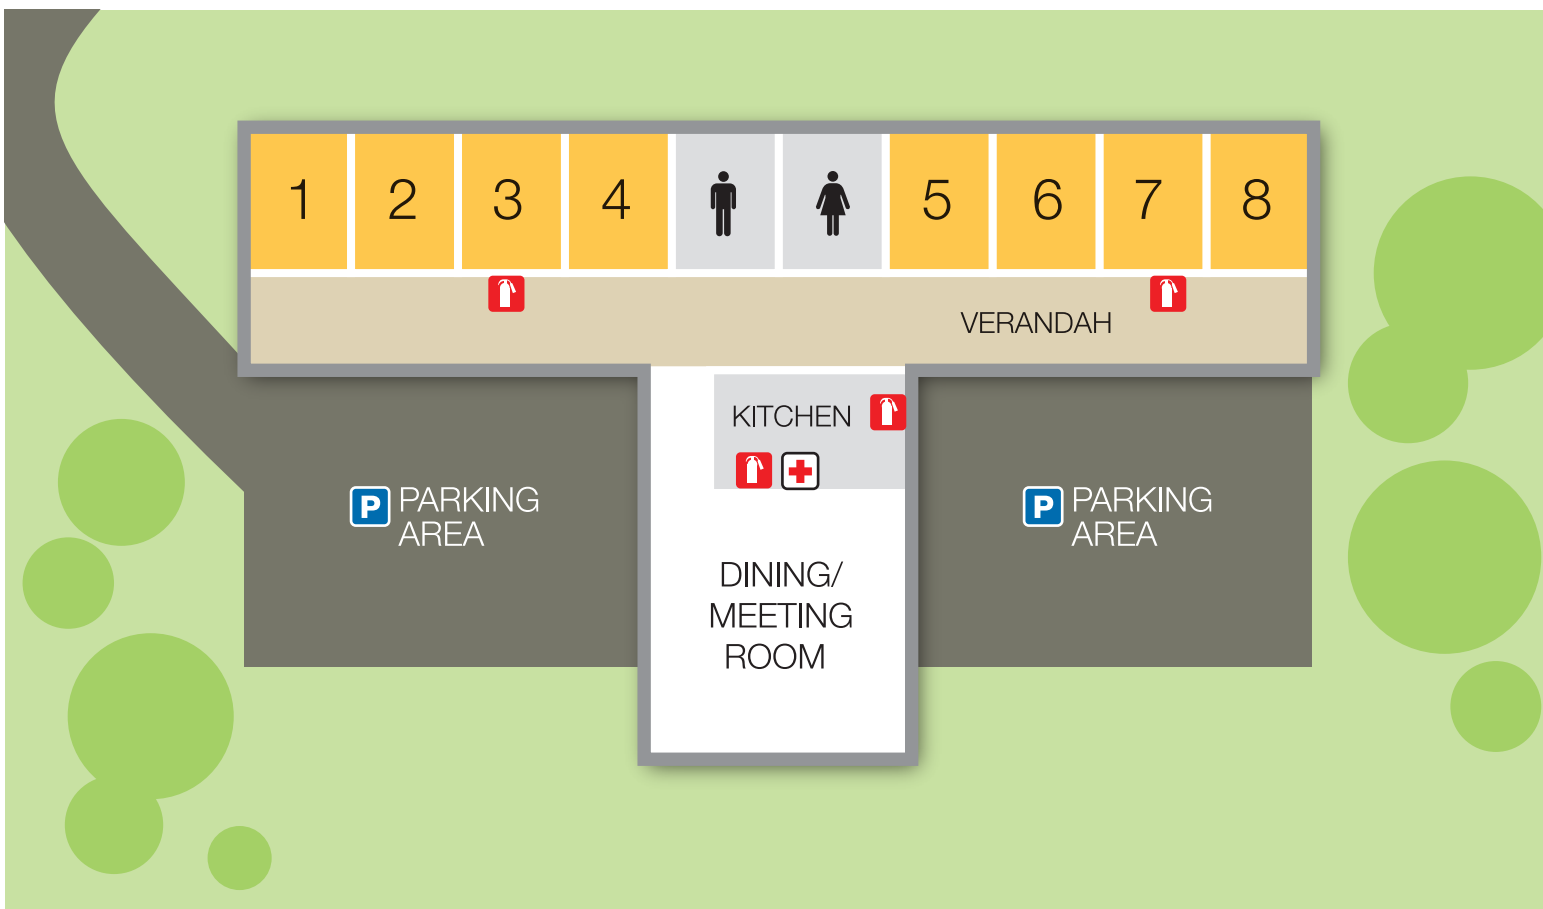 1 2 3 4 5 6 7 8
VERANDAH
KITCHEN
P PARKING
AREA
P PARKING
AREA
DINING/
MEETING
ROOM